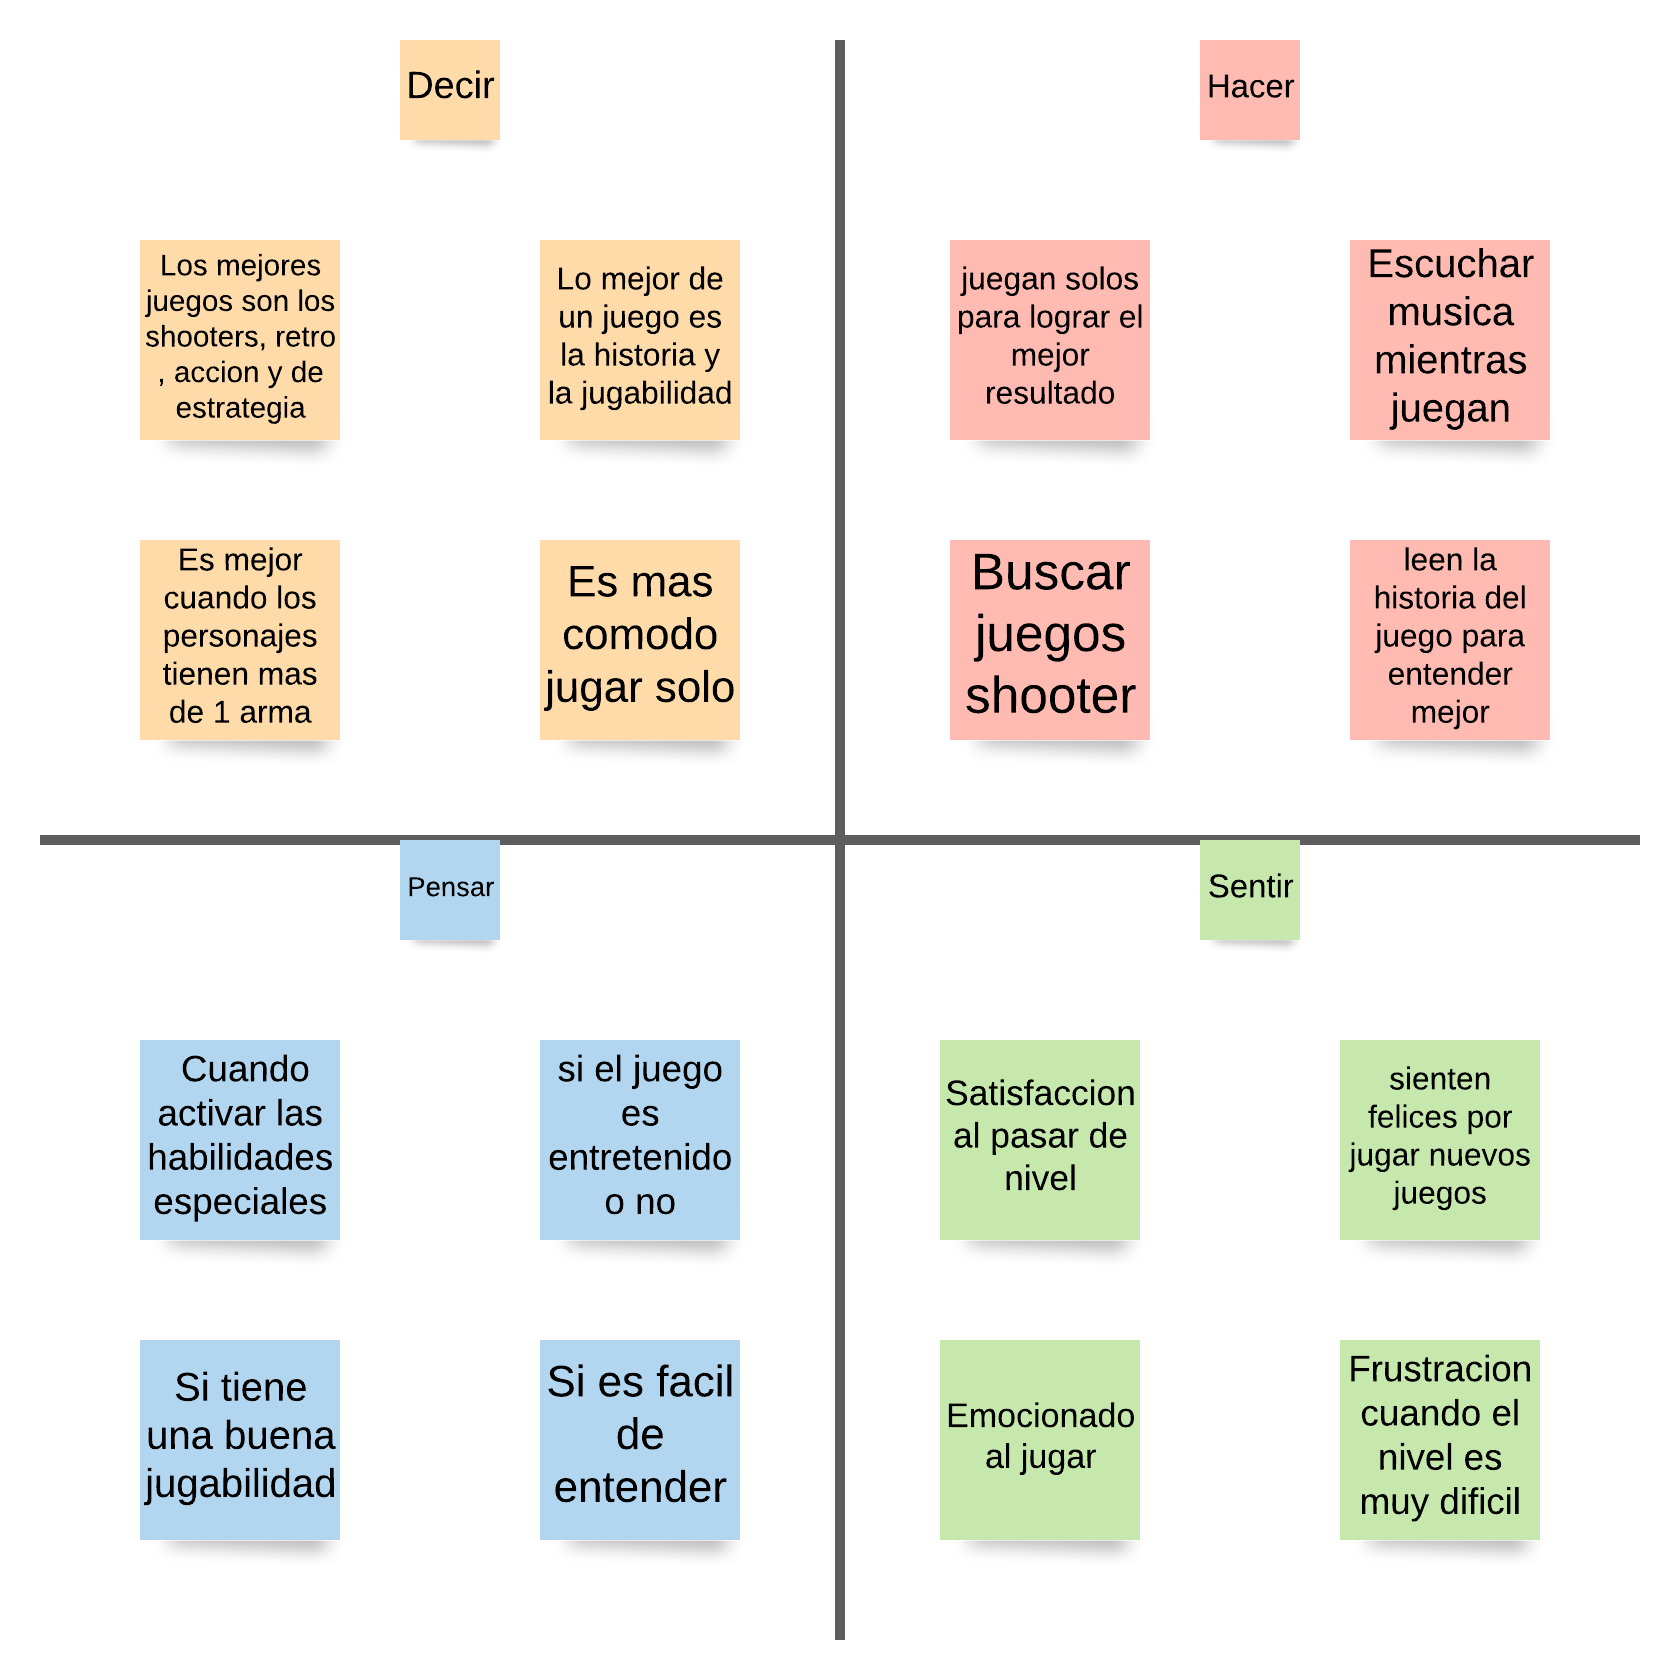 Decir
Los mejores
juegos son los
shooters, retro
, accion y de
estrategia
Lo mejor de
un juego es
la historia y
la jugabilidad
Es mejor
cuando los
personajes
tienen mas
de 1 arma
Es mas
comodo
jugar solo
Hacer
juegan solos
para lograr el
mejor
resultado
Escuchar
musica
mientras
juegan
Buscar
juegos
shooter
leen la
historia del
juego para
entender
mejor
Pensar
Cuando
activar las
habilidades
especiales
si el juego
es
entretenido
o no
Si tiene
una buena
jugabilidad
Si es facil
de
entender
Sentir
Satisfaccion
al pasar de
nivel
sienten
felices por
jugar nuevos
juegos
Emocionado
al jugar
Frustracion
cuando el
nivel es
muy dificil